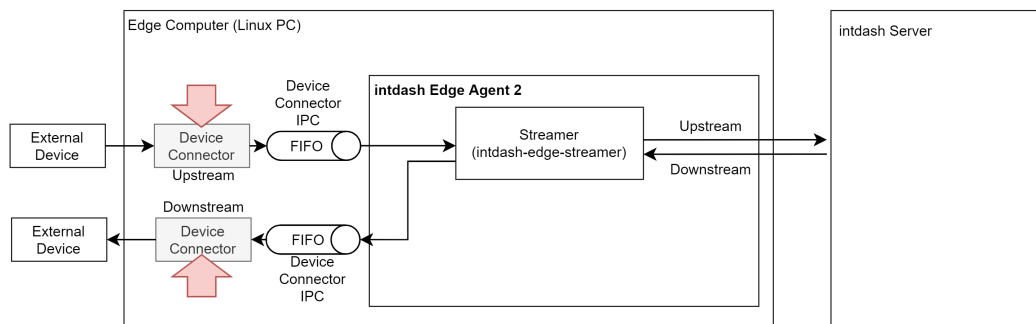 Edge Computer (Linux PC)
intdash Server
Device
Connector
IPC
intdash Edge Agent 2
External
Device
Device
Connector
Upstream
FIFO
Streamer
(intdash-edge-streamer)
Upstream
Downstream
Downstream
External
Device
Device
Connector
FIFO
Device
Connector
IPC